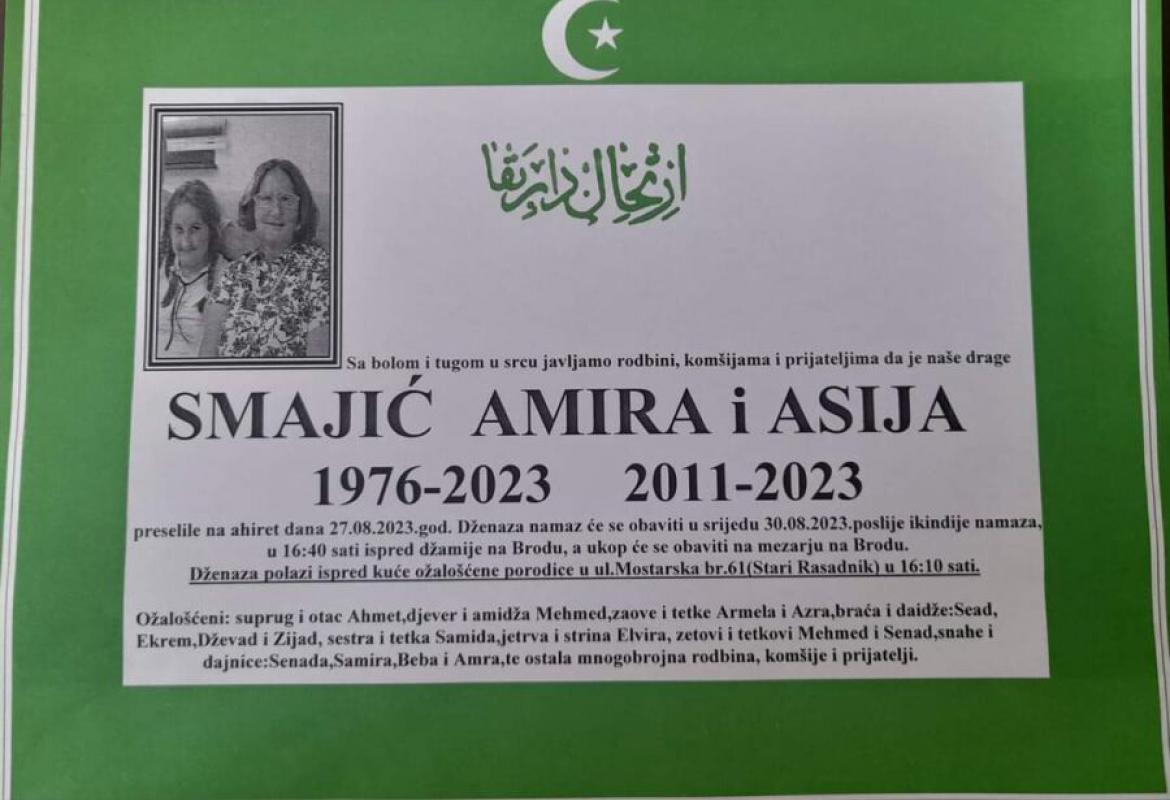 ارتحال دار بقا
Sa bolom i tugom u srcu javljamo rodbini, komšijama i prijateljima da je naše drage
SMAJIĆ AMIRA i ASIJA
1976-2023 2011-2023
preselile na ahiret dana 27.08.2023.god. Dženaza namaz će se obaviti u srijedu 30.08.2023.poslije ikindije namaza,
u 16:40 sati ispred džamije na Brodu, a ukop će se obaviti na mezarju na Brodu.
Dženaza polazi ispred kuće ožalošćene porodice u ul.Mostarska br.61(Stari Rasadnik) u 16:10 sati.
Ožalošćeni: suprug i otac Ahmet,djever i amidža Mehmed,zaove i tetke Armela i Azra,braća i daidže:Sead,
Ekrem,Dževad i Zijad, sestra i tetka Samida,jetrva i strina Elvira, zetovi i tetkovi Mehmed i Senad,snahe i
dajnice:Senada,Samira,Beba i Amra,te ostala mnogobrojna rodbina, komšije i prijatelji.